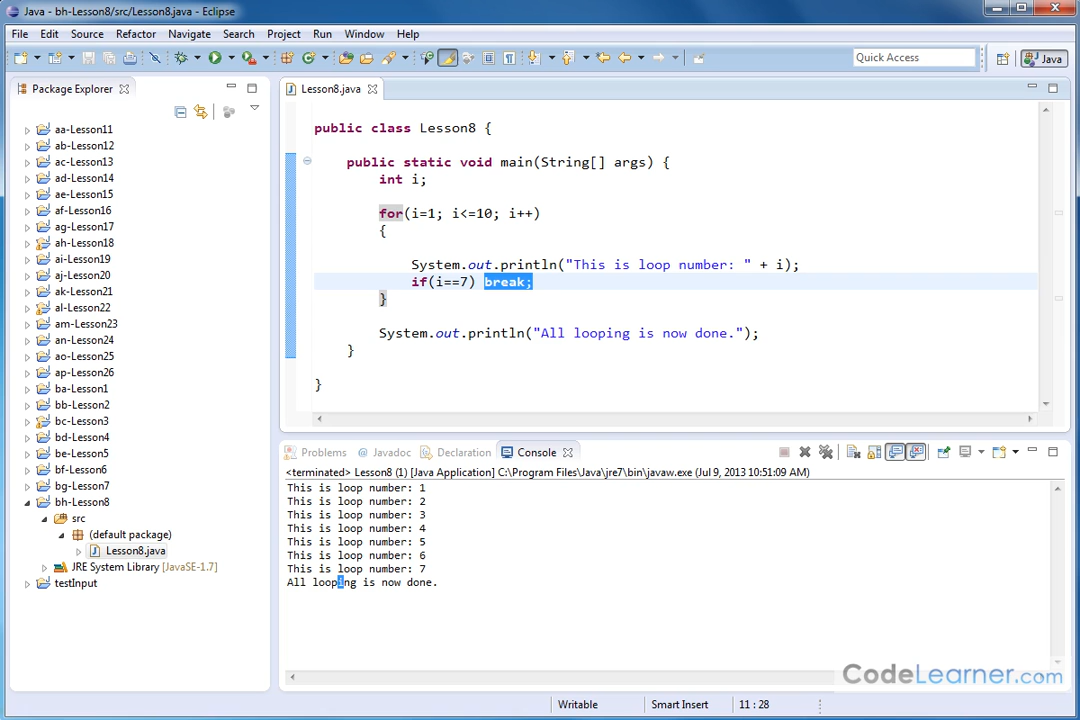 Java - bh-Lesson8/src/Lesson8.java - Eclipse
File Edit Source Refactor Navigate Search Project Run Window Help
Quick Access
Java
Package Explorer
aa-Lesson11
ab-Lesson12
ac-Lesson13
ad-Lesson14
ae-Lesson15
af-Lesson16
ag-Lesson17
ah-Lesson18
ai-Lesson19
aj-Lesson20
ak-Lesson21
al-Lesson22
am-Lesson23
an-Lesson24
ao-Lesson25
ap-Lesson26
ba-Lesson1
bb-Lesson2
bc-Lesson3
bd-Lesson4
be-Lesson5
bf-Lesson6
bg-Lesson7
bh-Lesson8
src
(default package)
Lesson8.java
JRE System Library [JavaSE-1.7]
testInput
Lesson8.java
public class Lesson8 {
public static void main(String[] args) {
int i;
for(i=1; i<=10; i++)
{
System.out.println("This is loop number: " + i);
if(i==7) break;
}
System.out.println("All looping is now done.");
}
}
Problems @ Javadoc Declaration Console
<terminated> Lesson8 (1) [Java Application] C:\Program Files\Java\jre7\bin\javaw.exe (Jul 9, 2013 10:51:09 AM)
This is loop number: 1
This is loop number: 2
This is loop number: 3
This is loop number: 4
This is loop number: 5
This is loop number: 6
This is loop number: 7
All looping is now done.
CodeLearner.com
Writable Smart Insert 11 : 28